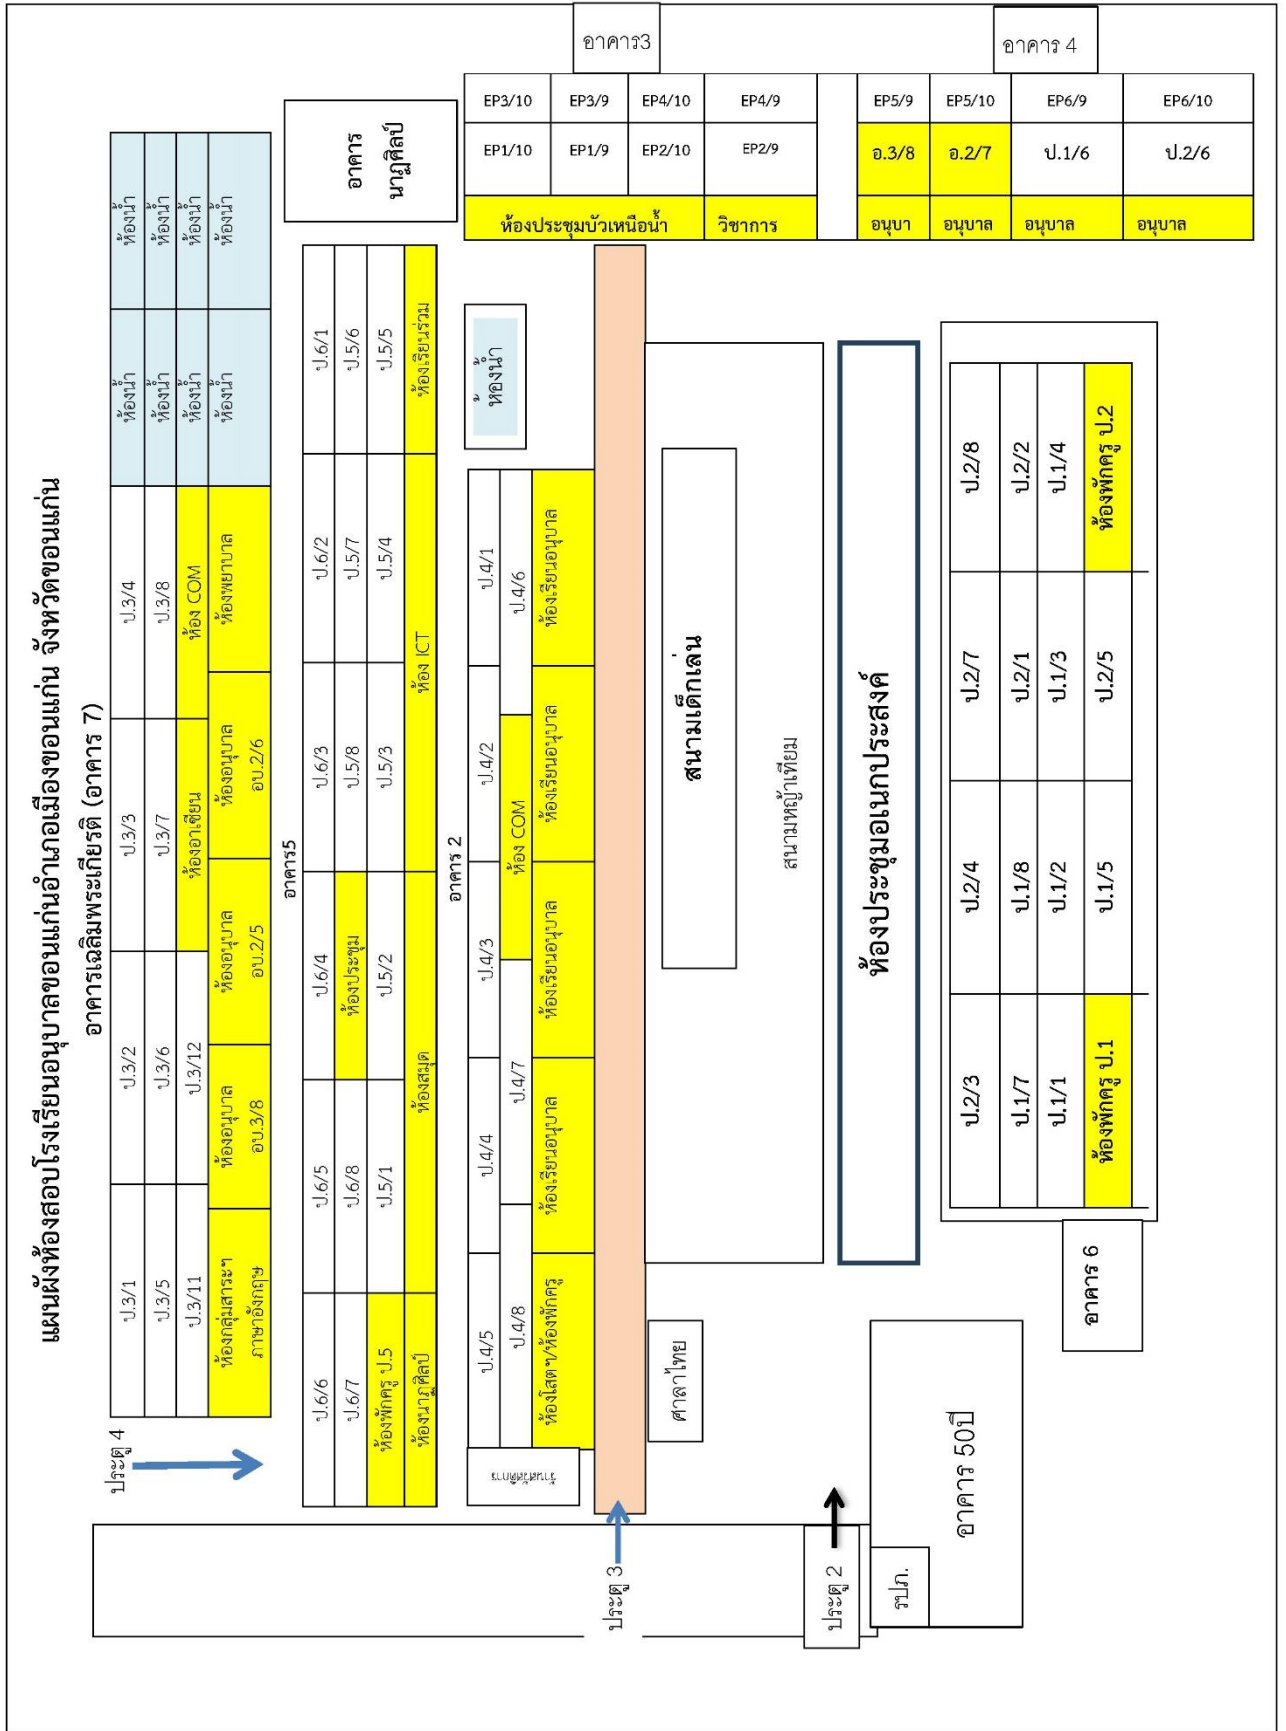 แผนผังห้องสอบโรงเรียนอนุบาลขอนแก่นอำเภอเมืองขอนแก่น จังหวัดขอนแก่น
อาคารเฉลิมพระเกียรติ (อาคาร 7)
ประตู 4
ป.3/1 ป.3/2 ป.3/3 ป.3/4 ห้องน้ำ ห้องน้ำ
ป.3/5 ป.3/6 ป.3/7 ป.3/8 ห้องน้ำ ห้องน้ำ
ป.3/11 ป.3/12 ห้องอาเซียน ห้อง COM ห้องน้ำ ห้องน้ำ
ห้องกลุ่มสาระฯ ห้องอนุบาล ห้องอนุบาล ห้องอนุบาล ห้องพยาบาล ห้องน้ำ ห้องน้ำ
ภาษาอังกฤษ อบ.3/8 อบ.2/5 อบ.2/6
อาคาร5
ป.6/6 ป.6/5 ป.6/4 ป.6/3 ป.6/2 ป.6/1
ป.6/7 ป.6/8 ห้องประชุม ป.5/8 ป.5/7 ป.5/6
ห้องพักครู ป.5 ป.5/1 ป.5/2 ป.5/3 ป.5/4 ป.5/5
ห้องนาฏศิลป์ ห้องสมุด ห้อง ICT ห้องเรียนร่วม
อาคาร
นาฏศิลป์
อาคาร 2
ร้านสวัสดิการ
ป.4/5 ป.4/4 ป.4/3 ป.4/2 ป.4/1
ป.4/8 ป.4/7 ห้อง COM ป.4/6
ห้องโสตฯ/ห้องพักครู ห้องเรียนอนุบาล ห้องเรียนอนุบาล ห้องเรียนอนุบาล ห้องเรียนอนุบาล
ห้องน้ำ
อาคาร3
EP3/10 EP3/9 EP4/10 EP4/9
EP1/10 EP1/9 EP2/10 EP2/9
ห้องประชุมบัวเหนือน้ำ วิชาการ
อาคาร 4
EP5/9 EP5/10 EP6/9 EP6/10
อ.3/8 อ.2/7 ป.1/6 ป.2/6
อนุบา อนุบาล อนุบาล อนุบาล
ประตู 3
ศาลาไทย
สนามเด็กเล่น
สนามหญ้าเทียม
ประตู 2
ห้องประชุมอเนกประสงค์
รปภ.
อาคาร 50ปี
อาคาร 6
ป.2/3 ป.2/4 ป.2/7 ป.2/8
ป.1/7 ป.1/8 ป.2/1 ป.2/2
ป.1/1 ป.1/2 ป.1/3 ป.1/4
ห้องพักครู ป.1 ป.1/5 ป.2/5 ห้องพักครู ป.2